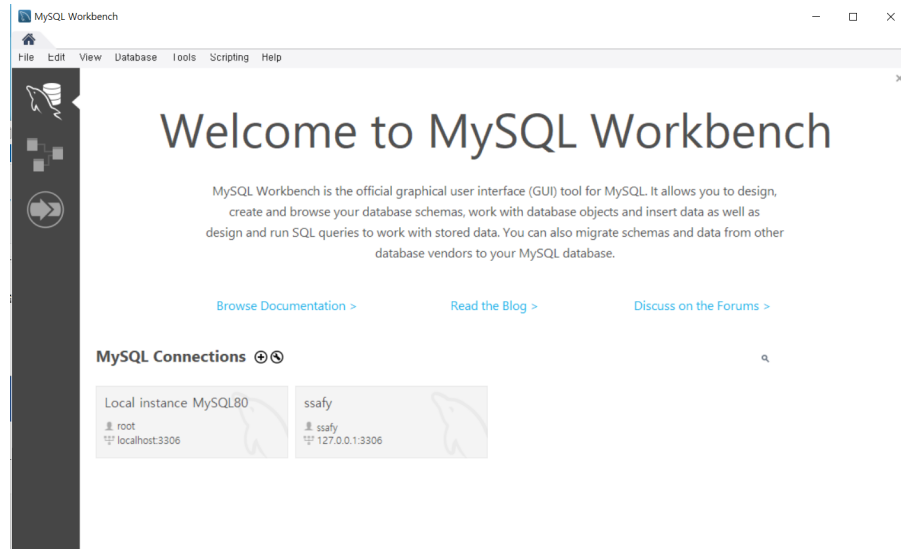 MySQL Workbench
File Edit View Database Tools Scripting Help
Welcome to MySQL Workbench
MySQL Workbench is the official graphical user interface (GUI) tool for MySQL. It allows you to design,
create and browse your database schemas, work with database objects and insert data as well as
design and run SQL queries to work with stored data. You can also migrate schemas and data from other
database vendors to your MySQL database.
Browse Documentation > Read the Blog > Discuss on the Forums >
MySQL Connections
Local instance MySQL80
root
localhost:3306
ssafy
ssafy
127.0.0.1:3306